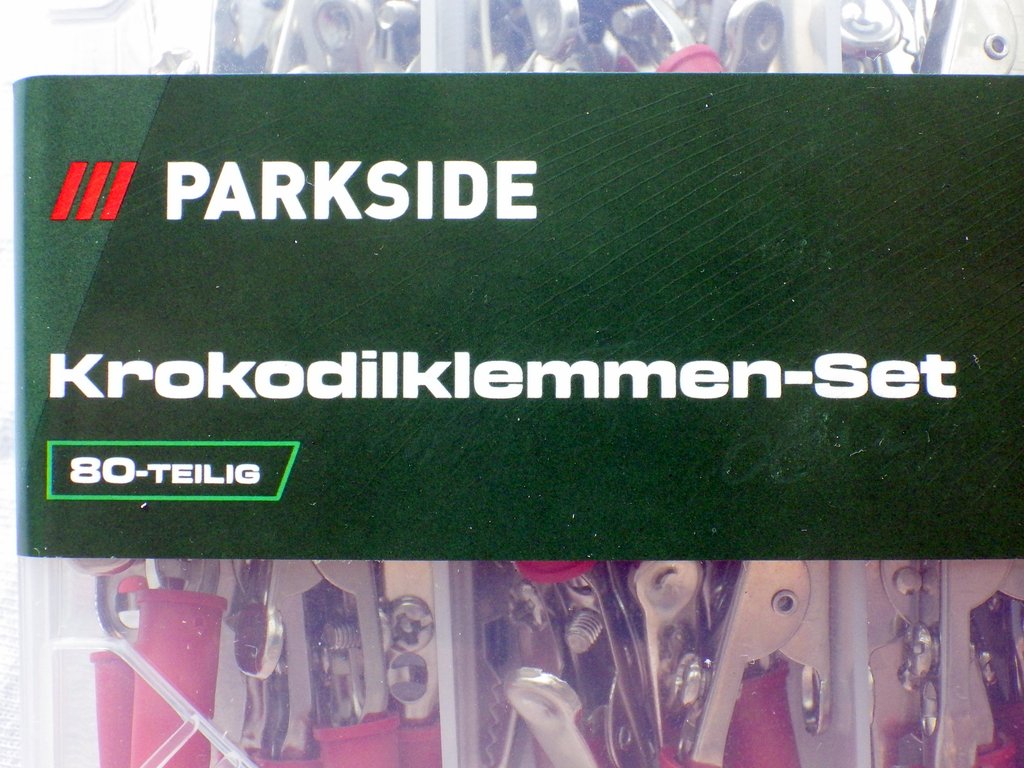 PARKSIDE
Krokodilklemmen-Set
80-TEILIG